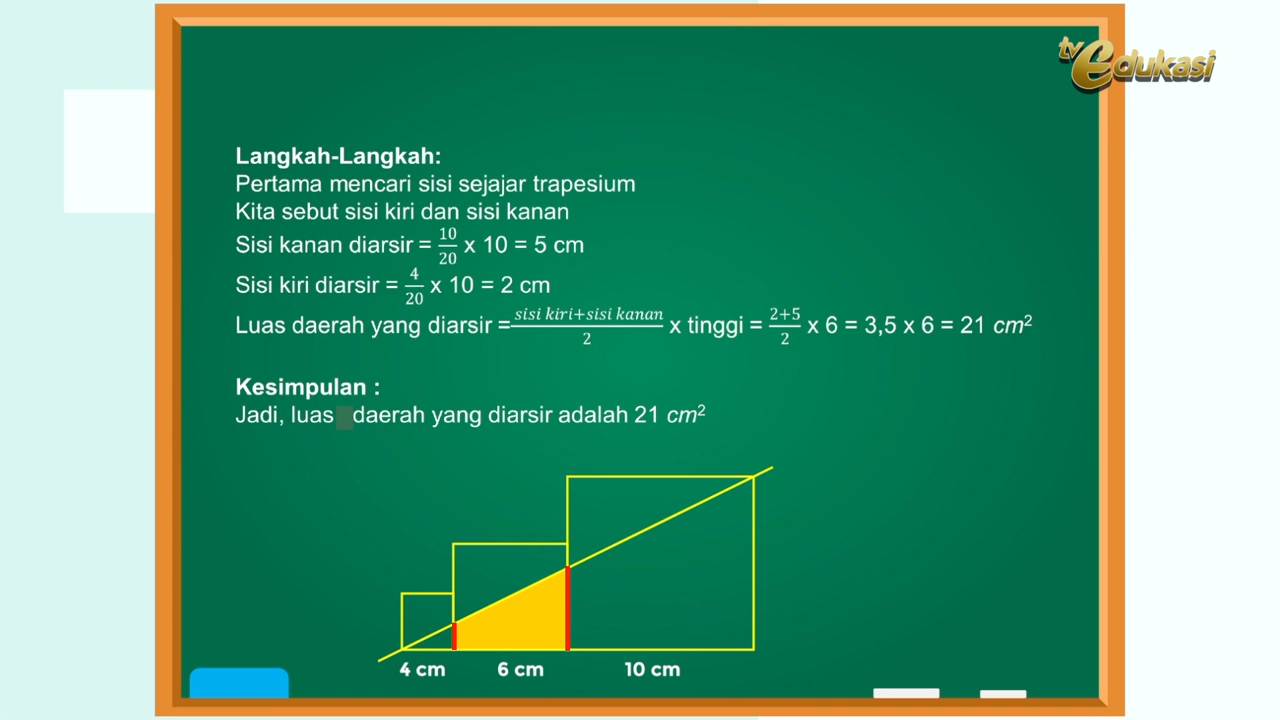 tv edukasi
Langkah-Langkah:
Pertama mencari sisi sejajar trapesium
Kita sebut sisi kiri dan sisi kanan
Sisi kanan diarsir = 10/20 x 10 = 5 cm
Sisi kiri diarsir = 4/20 x 10 = 2 cm
Luas daerah yang diarsir = (sisi kiri+sisi kanan)/2 x tinggi = (2+5)/2 x 6 = 3,5 x 6 = 21 cm²
Kesimpulan :
Jadi, luas daerah yang diarsir adalah 21 cm²
4 cm 6 cm 10 cm